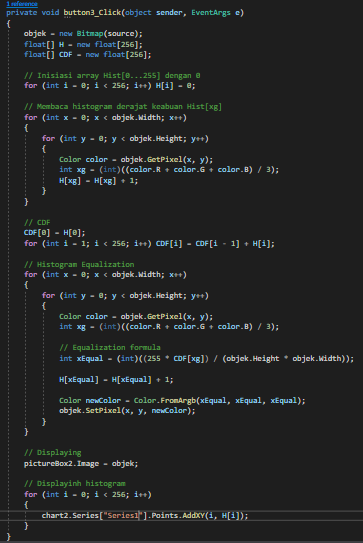 1 reference
private void button3_Click(object sender, EventArgs e)
{
objek = new Bitmap(source);
float[] H = new float[256];
float[] CDF = new float[256];
// Inisiasi array Hist[0...255] dengan 0
for (int i = 0; i < 256; i++) H[i] = 0;
// Membaca histogram derajat keabuan Hist[xg]
for (int x = 0; x < objek.Width; x++)
{
for (int y = 0; y < objek.Height; y++)
{
Color color = objek.GetPixel(x, y);
int xg = (int)((color.R + color.G + color.B) / 3);
H[xg] = H[xg] + 1;
}
}
// CDF
CDF[0] = H[0];
for (int i = 1; i < 256; i++) CDF[i] = CDF[i - 1] + H[i];
// Histogram Equalization
for (int x = 0; x < objek.Width; x++)
{
for (int y = 0; y < objek.Height; y++)
{
Color color = objek.GetPixel(x, y);
int xg = (int)((color.R + color.G + color.B) / 3);
// Equalization formula
int xEqual = (int)((255 * CDF[xg]) / (objek.Height * objek.Width));
H[xEqual] = H[xEqual] + 1;
Color newColor = Color.FromArgb(xEqual, xEqual, xEqual);
objek.SetPixel(x, y, newColor);
}
}
// Displaying
pictureBox2.Image = objek;
// Displayinh histogram
for (int i = 0; i < 256; i++)
{
chart2.Series["Series1"].Points.AddXY(i, H[i]);
}
}